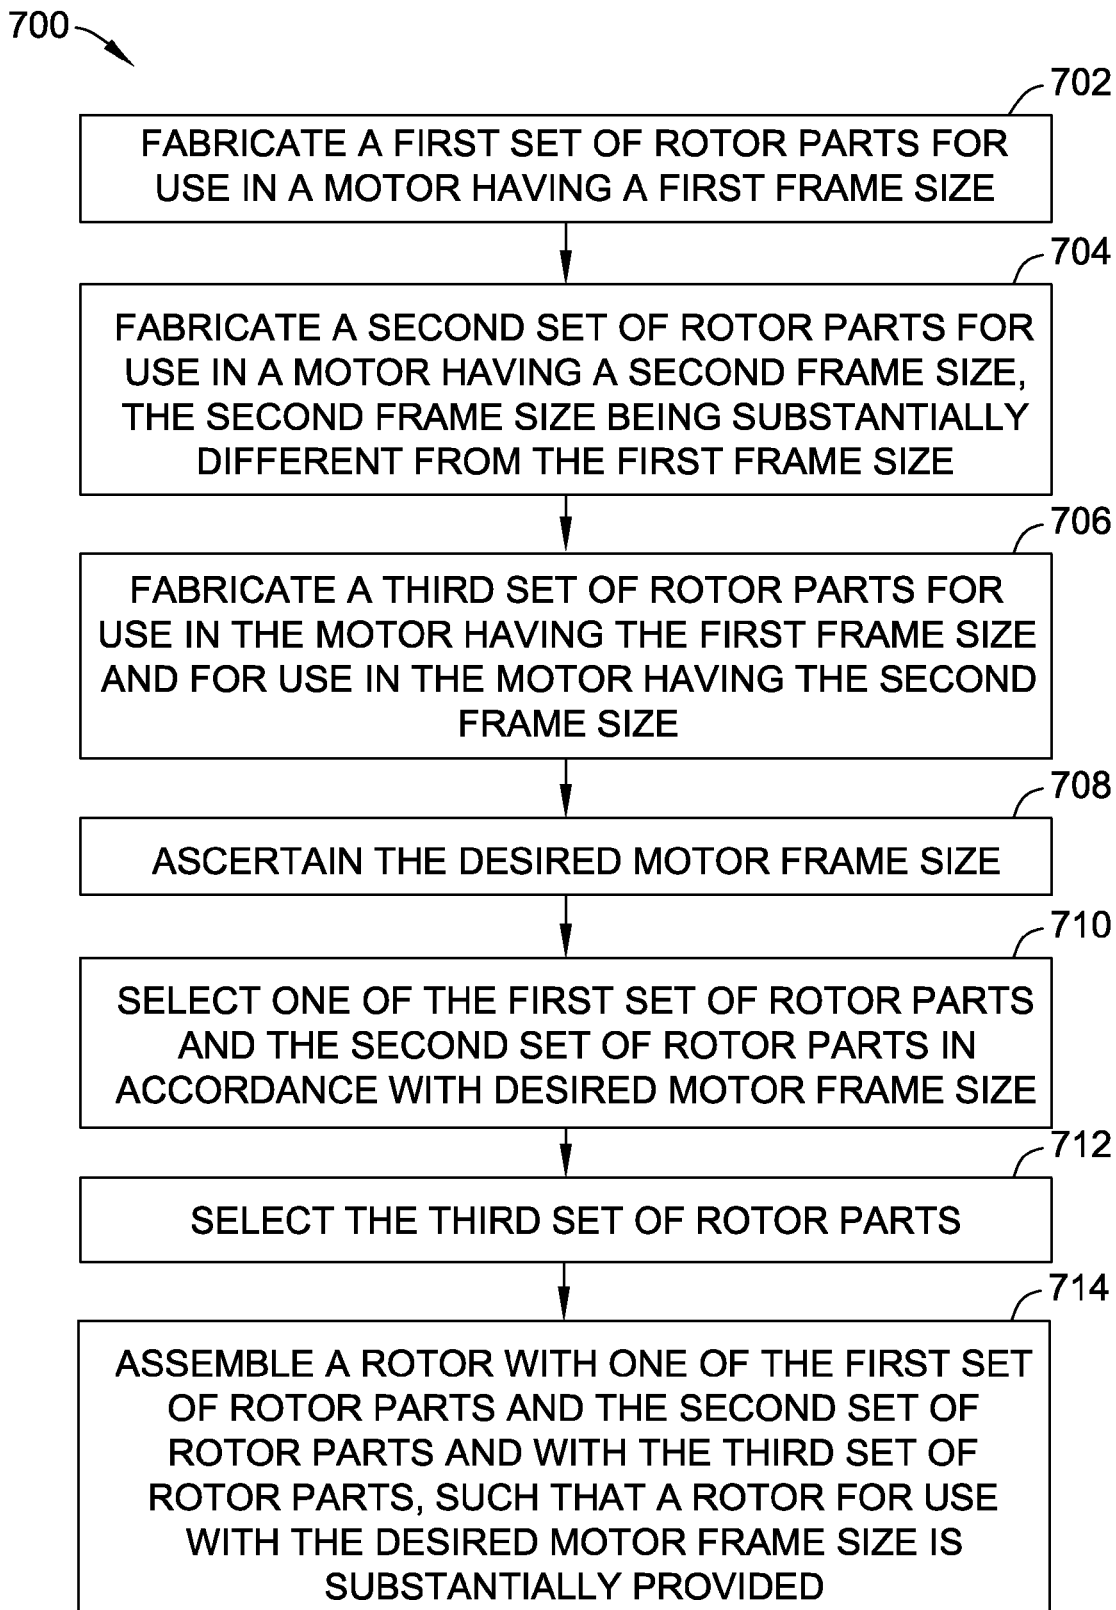 700
702
FABRICATE A FIRST SET OF ROTOR PARTS FOR
USE IN A MOTOR HAVING A FIRST FRAME SIZE
704
FABRICATE A SECOND SET OF ROTOR PARTS FOR
USE IN A MOTOR HAVING A SECOND FRAME SIZE,
THE SECOND FRAME SIZE BEING SUBSTANTIALLY
DIFFERENT FROM THE FIRST FRAME SIZE
706
FABRICATE A THIRD SET OF ROTOR PARTS FOR
USE IN THE MOTOR HAVING THE FIRST FRAME SIZE
AND FOR USE IN THE MOTOR HAVING THE SECOND
FRAME SIZE
708
ASCERTAIN THE DESIRED MOTOR FRAME SIZE
710
SELECT ONE OF THE FIRST SET OF ROTOR PARTS
AND THE SECOND SET OF ROTOR PARTS IN
ACCORDANCE WITH DESIRED MOTOR FRAME SIZE
712
SELECT THE THIRD SET OF ROTOR PARTS
714
ASSEMBLE A ROTOR WITH ONE OF THE FIRST SET
OF ROTOR PARTS AND THE SECOND SET OF
ROTOR PARTS AND WITH THE THIRD SET OF
ROTOR PARTS, SUCH THAT A ROTOR FOR USE
WITH THE DESIRED MOTOR FRAME SIZE IS
SUBSTANTIALLY PROVIDED